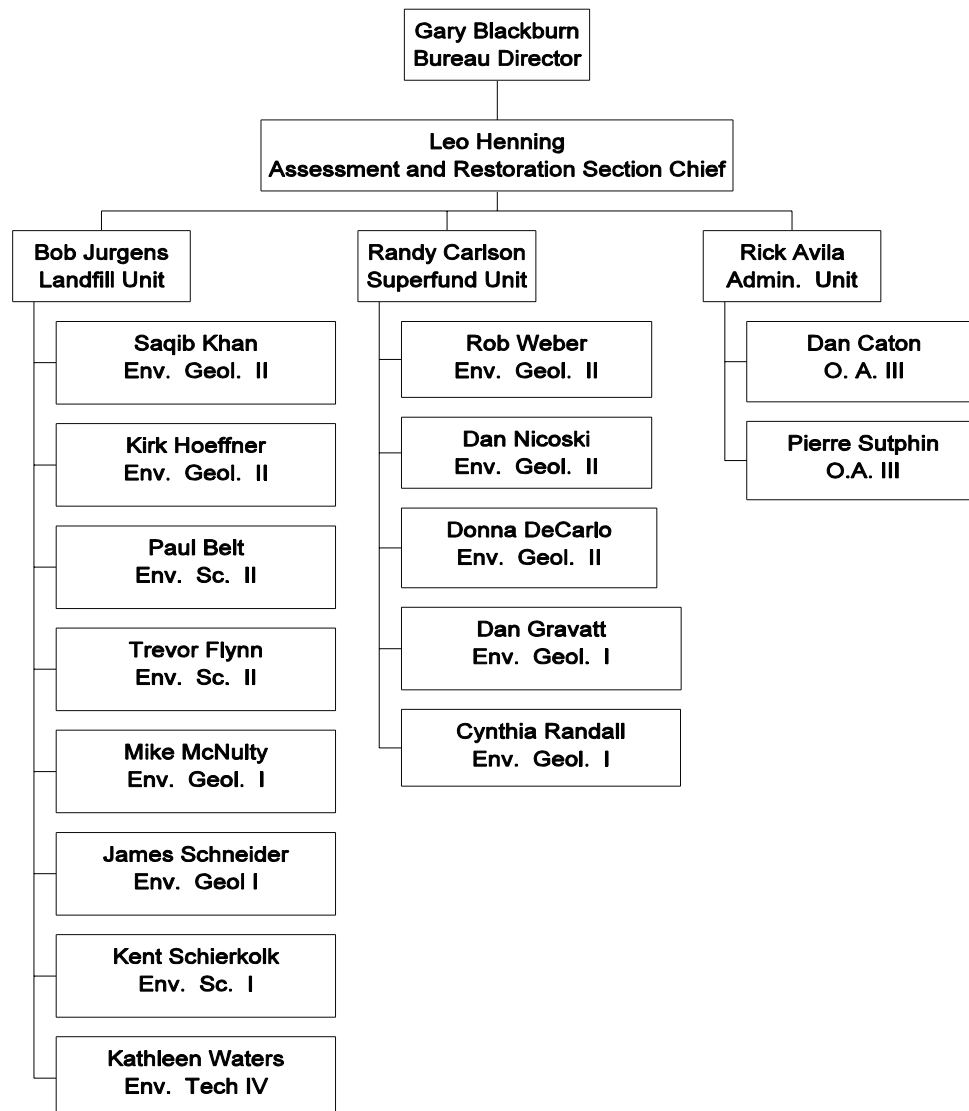 Gary Blackburn
Bureau Director
Leo Henning
Assessment and Restoration Section Chief
Bob Jurgens
Landfill Unit
Saqib Khan
Env. Geol. II
Kirk Hoeffner
Env. Geol. II
Paul Belt
Env. Sc. II
Trevor Flynn
Env. Sc. II
Mike McNulty
Env. Geol. I
James Schneider
Env. Geol I
Kent Schierkolk
Env. Sc. I
Kathleen Waters
Env. Tech IV
Randy Carlson
Superfund Unit
Rob Weber
Env. Geol. II
Dan Nicoski
Env. Geol. II
Donna DeCarlo
Env. Geol. II
Dan Gravatt
Env. Geol. I
Cynthia Randall
Env. Geol. I
Rick Avila
Admin. Unit
Dan Caton
O. A. III
Pierre Sutphin
O.A. III